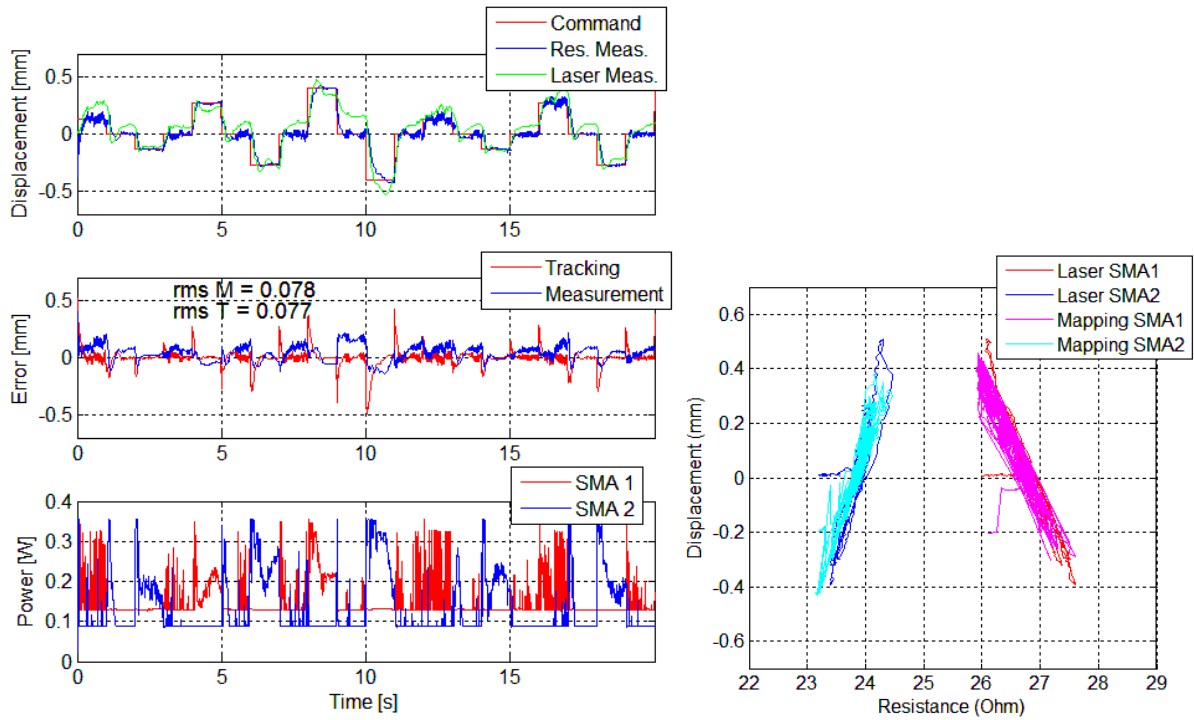 Command
Res. Meas.
Laser Meas.
Displacement [mm]
0.5
0
-0.5
0 5 10 15
Tracking
Measurement
rms M = 0.078
rms T = 0.077
Error [mm]
0.5
0
-0.5
0 5 10 15
SMA 1
SMA 2
Power [W]
0.4
0.3
0.2
0.1
0
0 5 10 15
Time [s]
Laser SMA1
Laser SMA2
Mapping SMA1
Mapping SMA2
Displacement (mm)
0.6
0.4
0.2
0
-0.2
-0.4
-0.6
22 23 24 25 26 27 28 29
Resistance (Ohm)